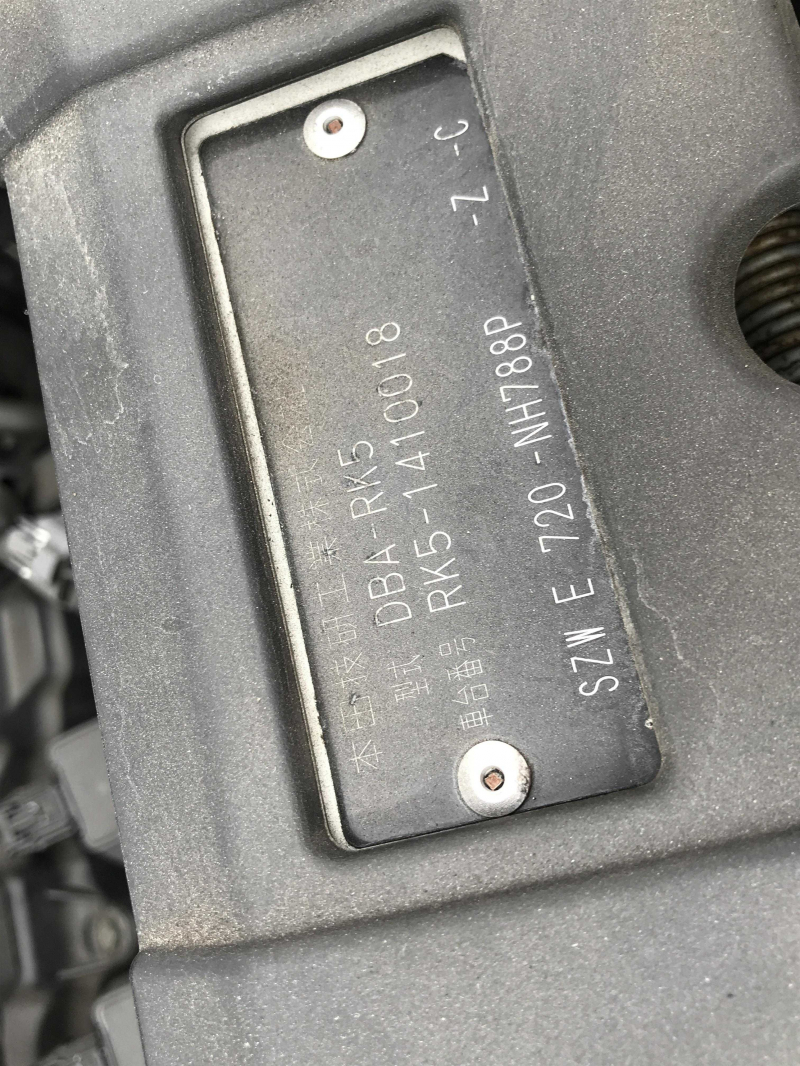 本田技研工業株式会社
型式 DBA-RK5
車台番号 RK5-1410018
SZW E 720 -NH788P -Z -C